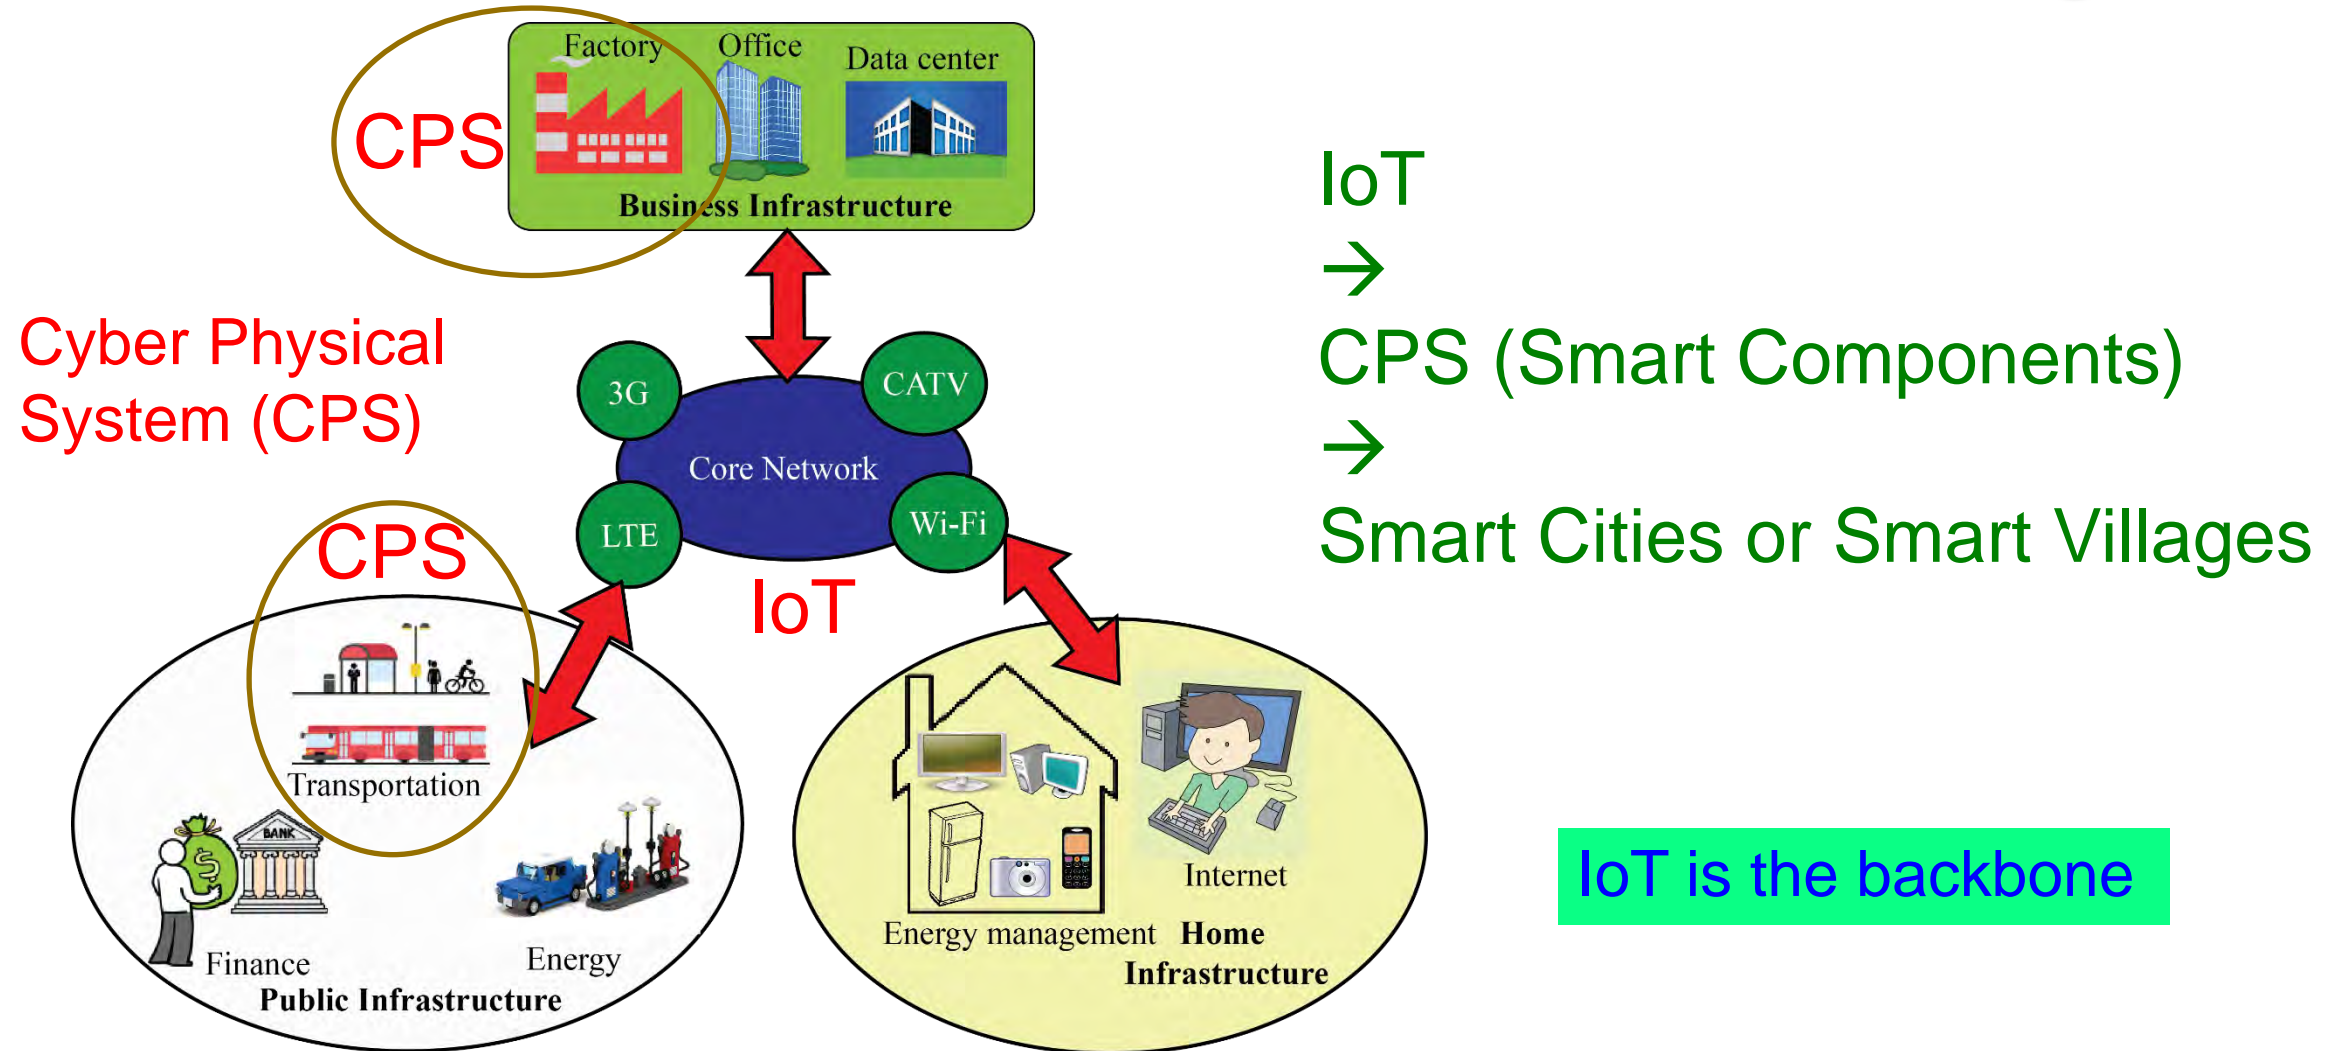 Factory
Office
Data center
CPS
Business Infrastructure
Cyber Physical
System (CPS)
3G
CATV
Core Network
LTE
Wi-Fi
IoT
CPS
Transportation
BANK
$
Finance
Energy
Public Infrastructure
Internet
Energy management
Home
Infrastructure
IoT
→
CPS (Smart Components)
→
Smart Cities or Smart Villages
IoT is the backbone